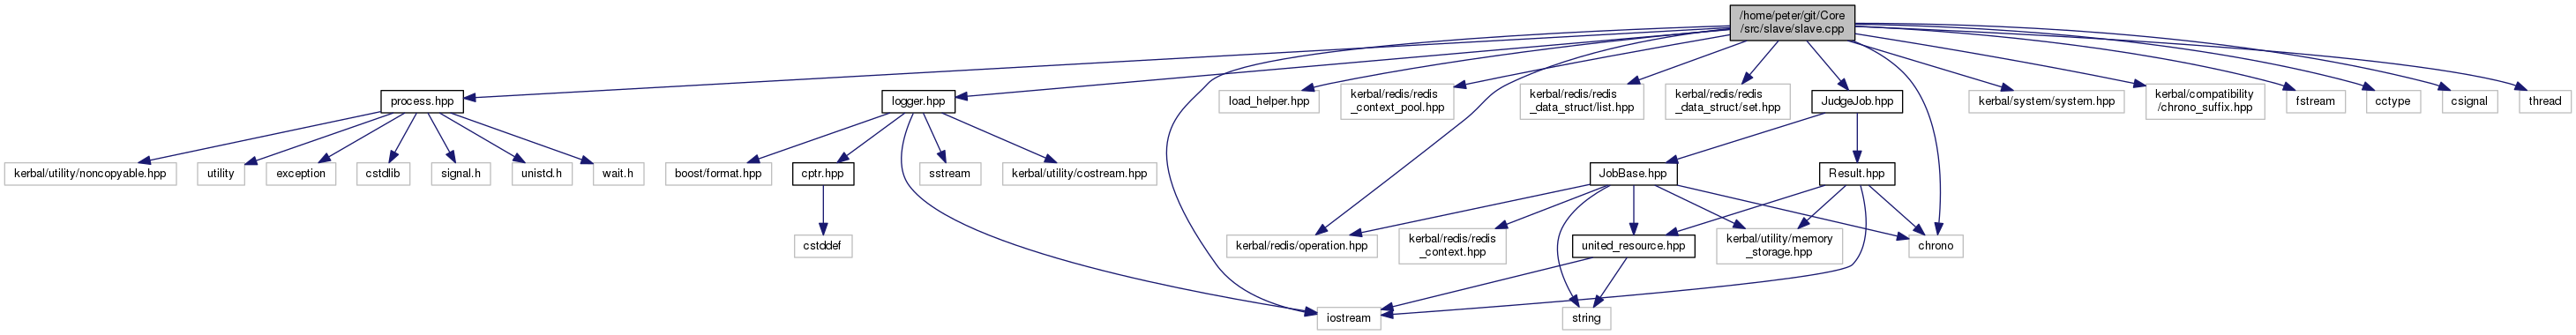 /home/peter/git/Core
/src/slave/slave.cpp
process.hpp
logger.hpp
load_helper.hpp
kerbal/redis/redis
_context_pool.hpp
kerbal/redis/redis
_data_struct/list.hpp
kerbal/redis/redis
_data_struct/set.hpp
JudgeJob.hpp
kerbal/system/system.hpp
kerbal/compatibility
/chrono_suffix.hpp
fstream
cctype
csignal
thread
kerbal/utility/noncopyable.hpp
utility
exception
cstdlib
signal.h
unistd.h
wait.h
boost/format.hpp
cptr.hpp
sstream
kerbal/utility/costream.hpp
JobBase.hpp
Result.hpp
cstddef
kerbal/redis/operation.hpp
kerbal/redis/redis
_context.hpp
united_resource.hpp
kerbal/utility/memory
_storage.hpp
chrono
iostream
string